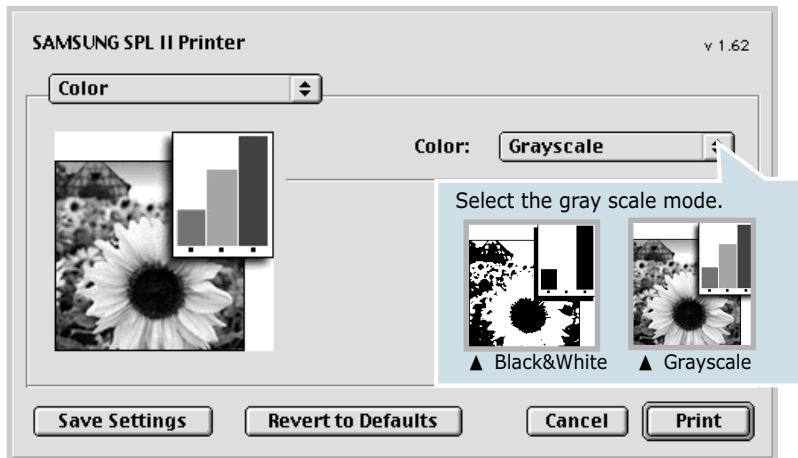 SAMSUNG SPL II Printer
v 1.62
Color
Color: Grayscale
Select the gray scale mode.
▲ Black&White ▲ Grayscale
Save Settings Revert to Defaults Cancel Print